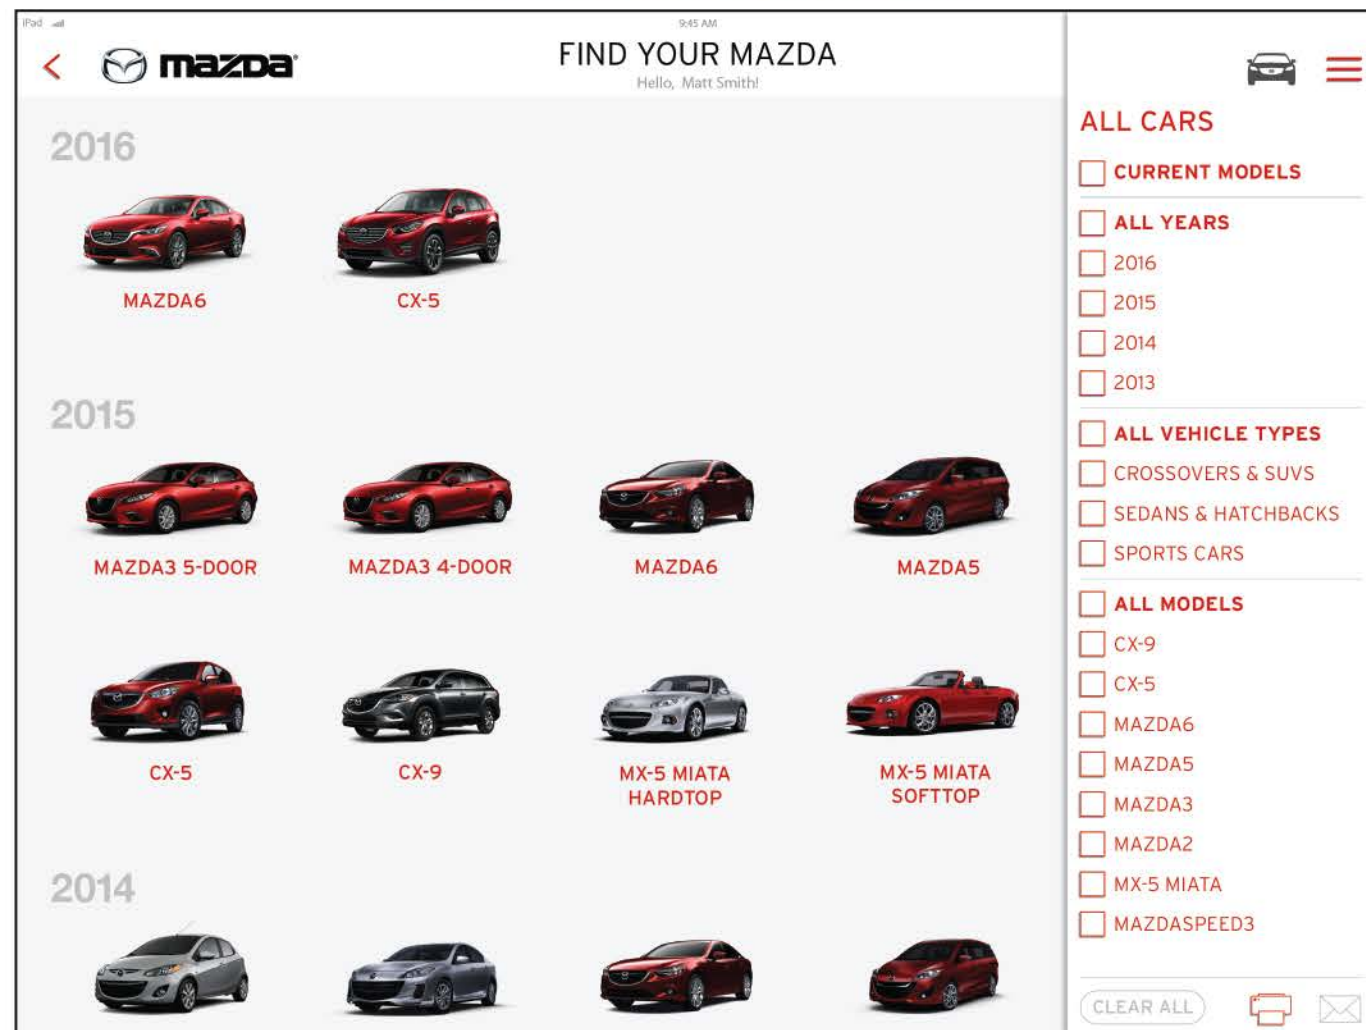 iPad
9:45 AM
mazda
FIND YOUR MAZDA
Hello, Matt Smith!
2016
MAZDA6
CX-5
2015
MAZDA3 5-DOOR
MAZDA3 4-DOOR
MAZDA6
MAZDA5
CX-5
CX-9
MX-5 MIATA
HARDTOP
MX-5 MIATA
SOFTTOP
2014
ALL CARS
CURRENT MODELS
ALL YEARS
2016
2015
2014
2013
ALL VEHICLE TYPES
CROSSOVERS & SUVS
SEDANS & HATCHBACKS
SPORTS CARS
ALL MODELS
CX-9
CX-5
MAZDA6
MAZDA5
MAZDA3
MAZDA2
MX-5 MIATA
MAZDASPEED3
CLEAR ALL